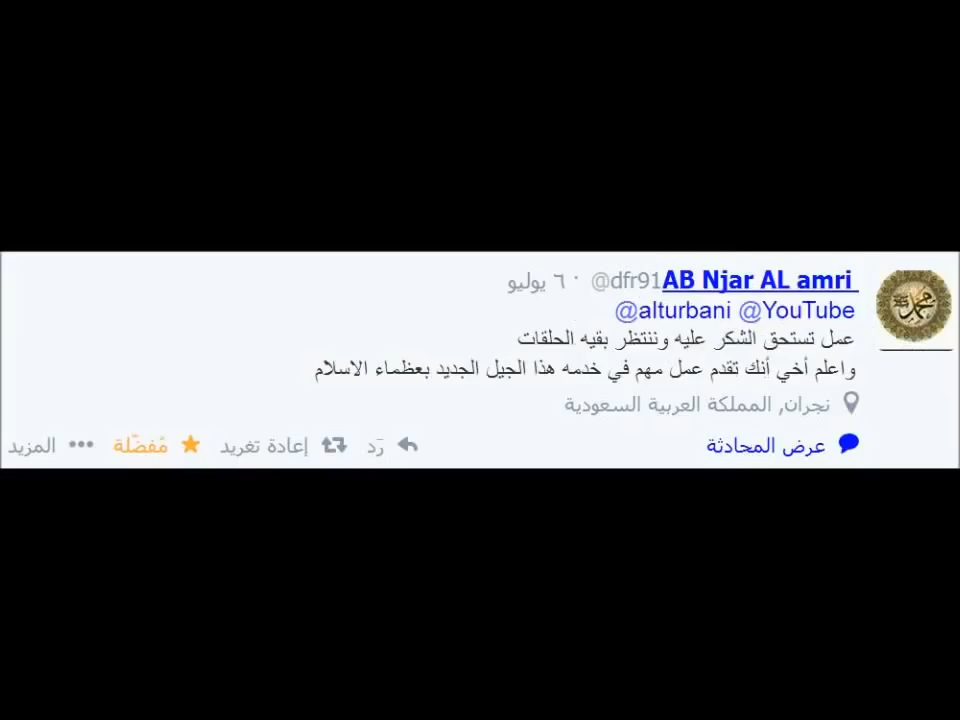 AB Njar AL amri @dfr91 · ٦ يوليو
@alturbani @YouTube
عمل تستحق الشكر عليه وننتظر بقيه الحلقات
واعلم أخي أنك تقدم عمل مهم في خدمه هذا الجيل الجديد بعظماء الاسلام
نجران, المملكة العربية السعودية
عرض المحادثة رَد إعادة تغريد مُفضّلة المزيد
محمد